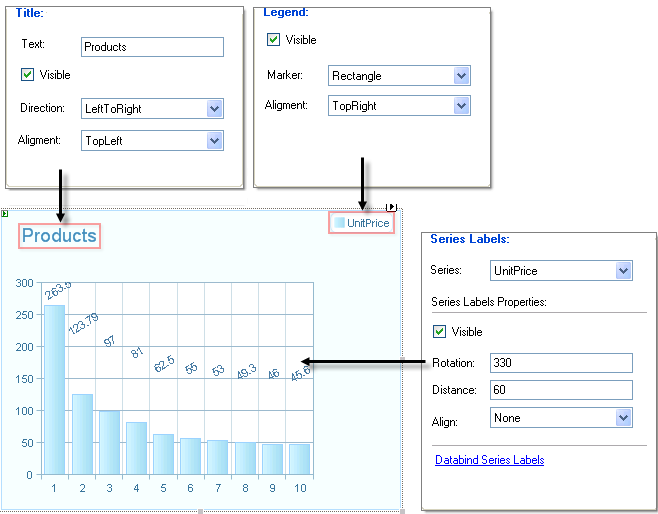 Title:
Text: Products
Visible
Direction: LeftToRight
Aligment: TopLeft
Legend:
Visible
Marker: Rectangle
Aligment: TopRight
Products
UnitPrice
300
250
200
150
100
50
0
263.5
123.79
97
81
62.5
55
53
49.3
46
45.6
1 2 3 4 5 6 7 8 9 10
Series Labels:
Series: UnitPrice
Series Labels Properties:
Visible
Rotation: 330
Distance: 60
Align: None
Databind Series Labels